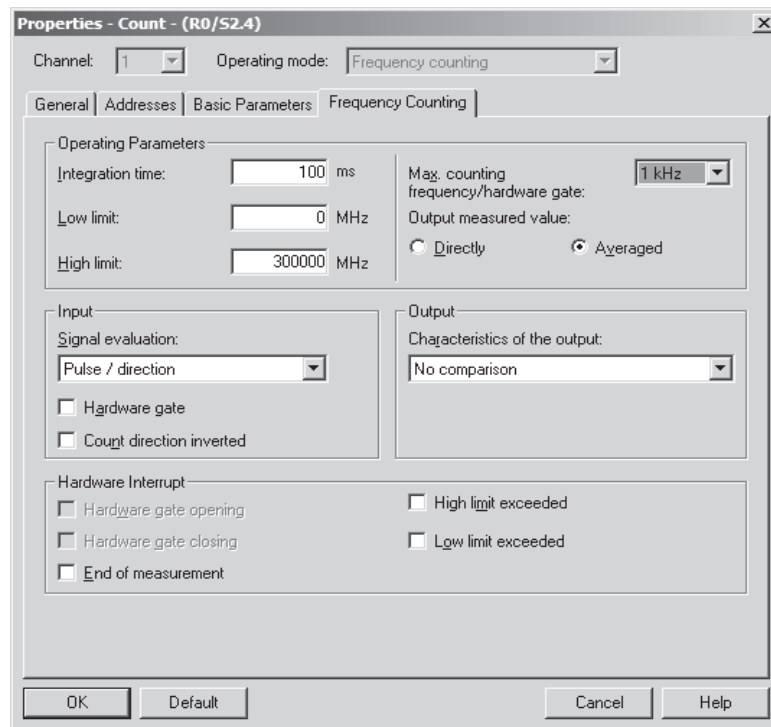 Properties - Count - (R0/S2.4)
Channel: 1 Operating mode: Frequency counting
General Addresses Basic Parameters Frequency Counting
Operating Parameters
Integration time: 100 ms
Low limit: 0 MHz
High limit: 300000 MHz
Max. counting
frequency/hardware gate: 1 kHz
Output measured value:
Directly Averaged
Input
Signal evaluation:
Pulse / direction
Hardware gate
Count direction inverted
Output
Characteristics of the output:
No comparison
Hardware Interrupt
Hardware gate opening
Hardware gate closing
End of measurement
High limit exceeded
Low limit exceeded
OK Default Cancel Help